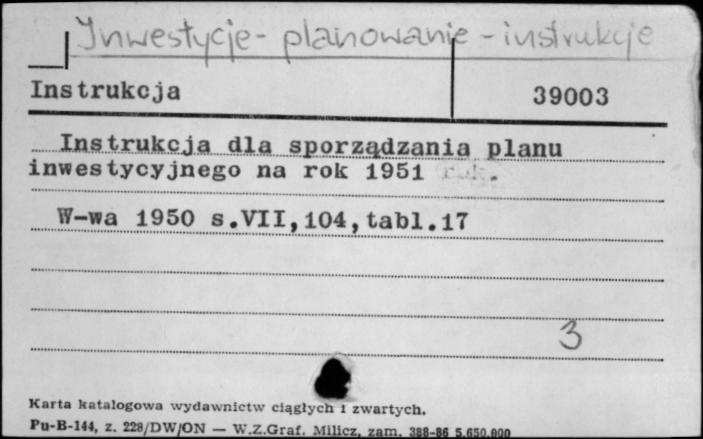 Inwestycje - planowanie - instrukcje
Instrukcja 39003
Instrukcja dla sporządzania planu
inwestycyjnego na rok 1951
W-wa 1950 s.VII,104,tabl.17
3
Karta katalogowa wydawnictw ciągłych i zwartych.
Pu-B-144, z. 228/DW/ON — W.Z.Graf. Milicz, zam. 388-86 5.650.000